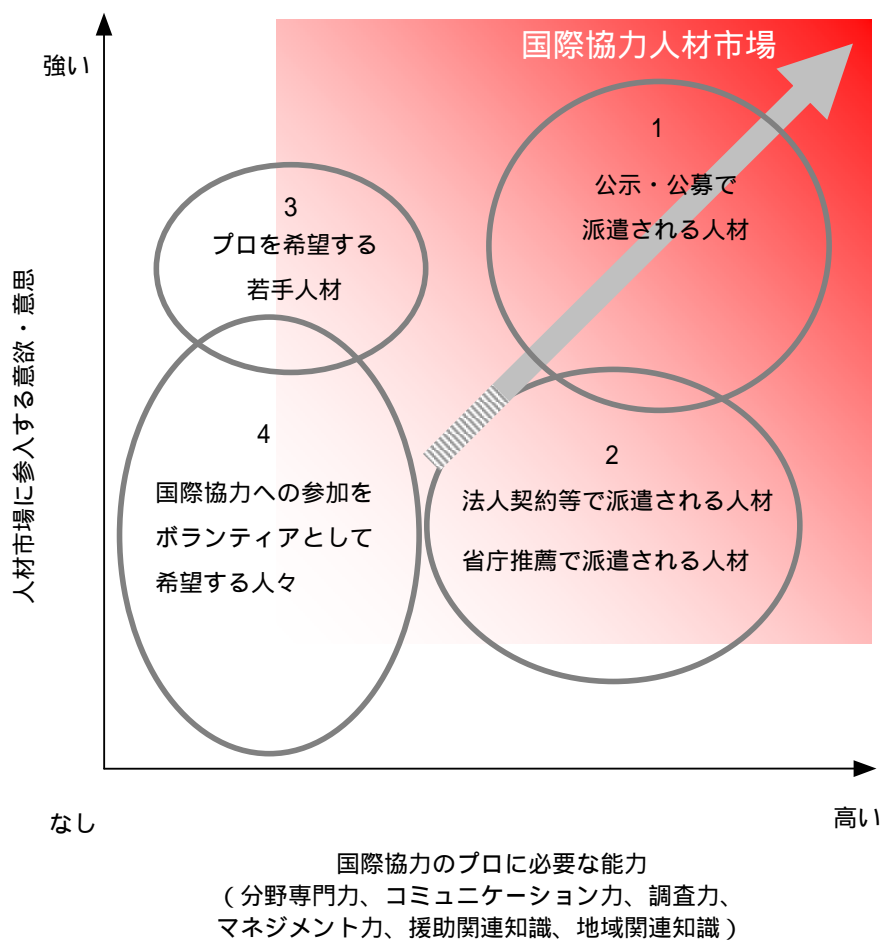 国際協力人材市場
強い
1
公示・公募で
派遣される人材
3
プロを希望する
若手人材
人材市場に参入する意欲・意思
4
国際協力への参加を
ボランティアとして
希望する人々
2
法人契約等で派遣される人材
省庁推薦で派遣される人材
なし
高い
国際協力のプロに必要な能力
(分野専門力、コミュニケーション力、調査力、
マネジメント力、援助関連知識、地域関連知識)